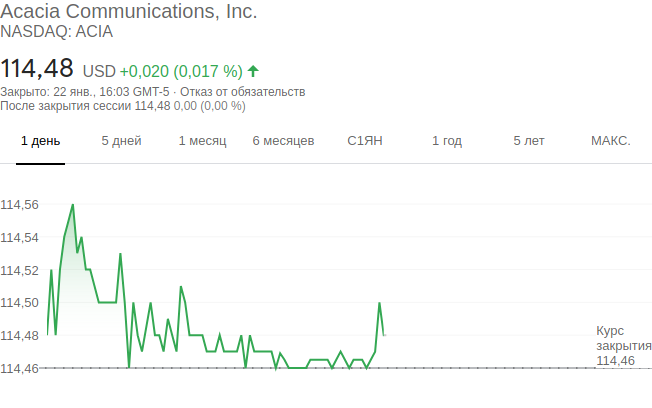 Acacia Communications, Inc.
NASDAQ: ACIA
114,48 USD +0,020 (0,017 %)
Закрыто: 22 янв., 16:03 GMT-5 · Отказ от обязательств
После закрытия сессии 114,48 0,00 (0,00 %)
1 день 5 дней 1 месяц 6 месяцев С1ЯН 1 год 5 лет МАКС.
114,56
114,54
114,52
114,50
114,48
114,46
Курс
закрытия
114,46